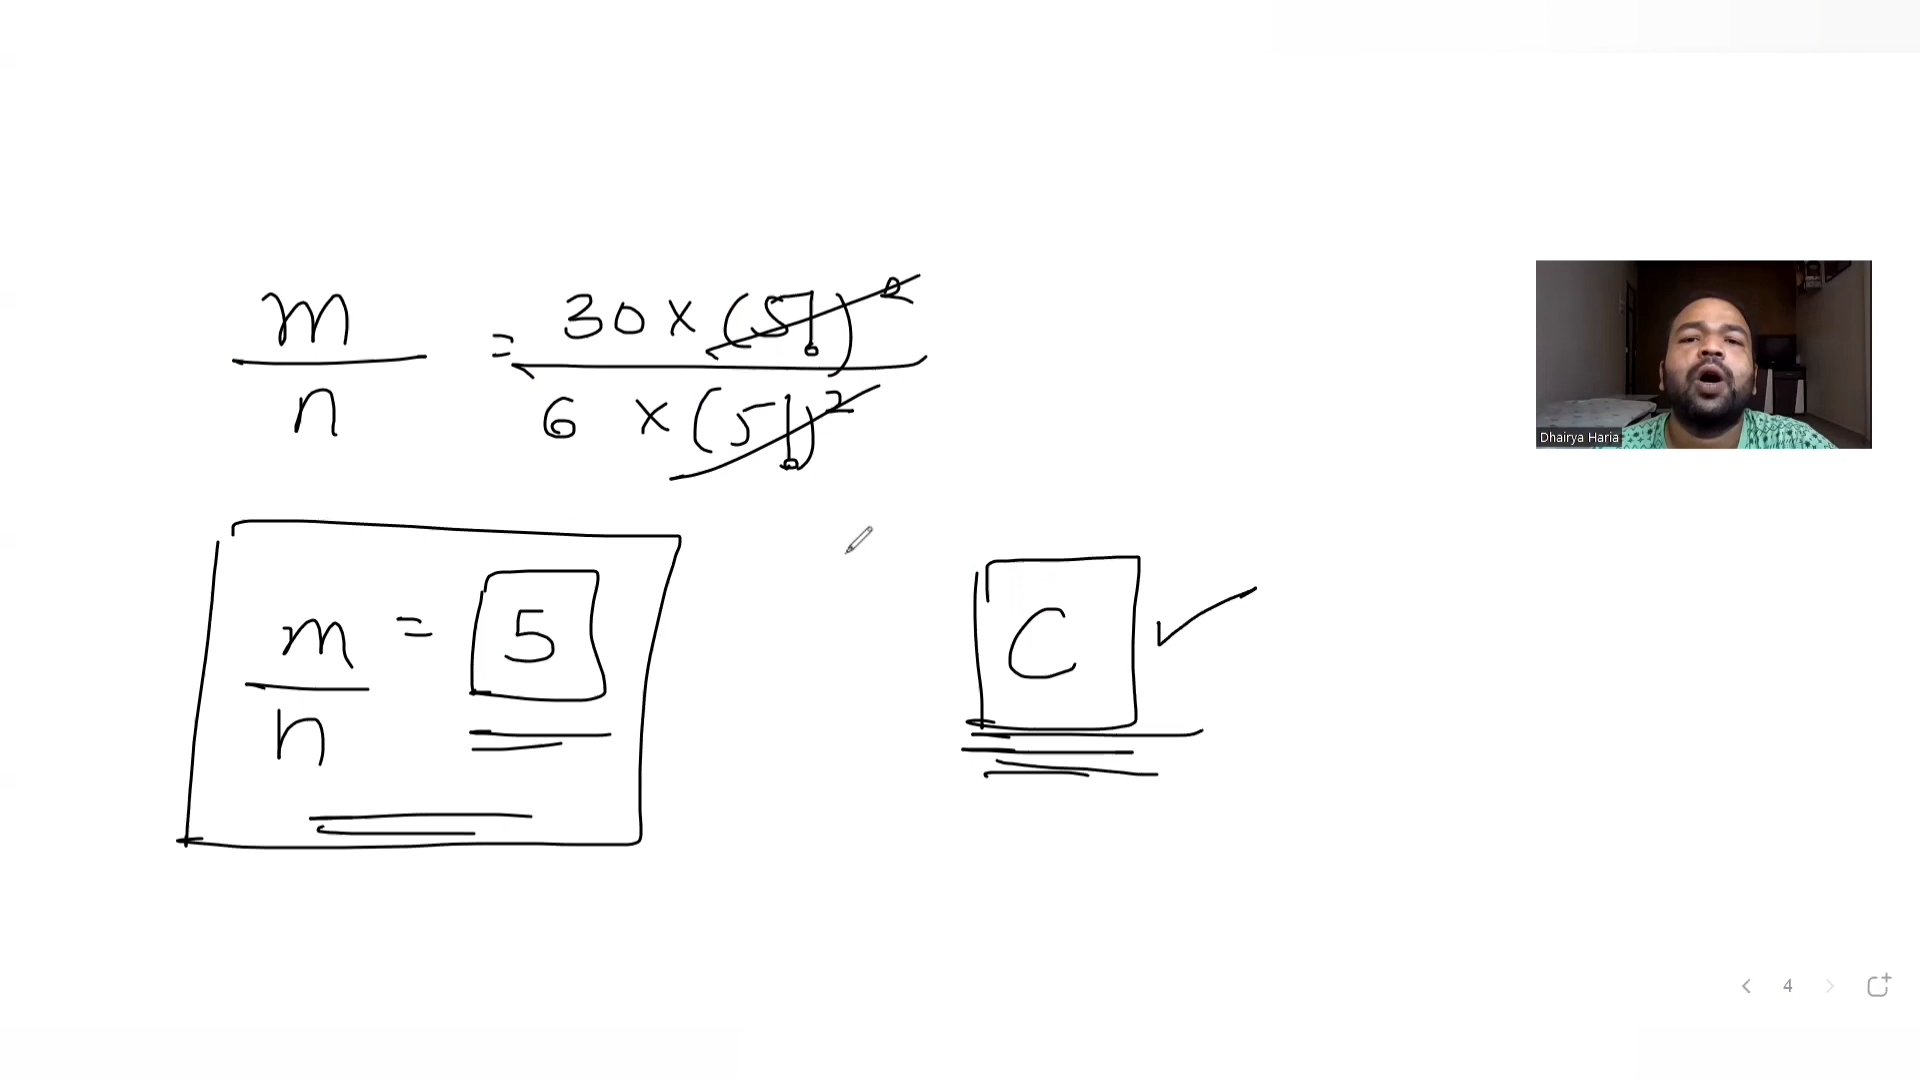 m/n = 30 × (5!)² / 6 × (5!)²
m/n = 5
C ✓
Dhairya Haria
4